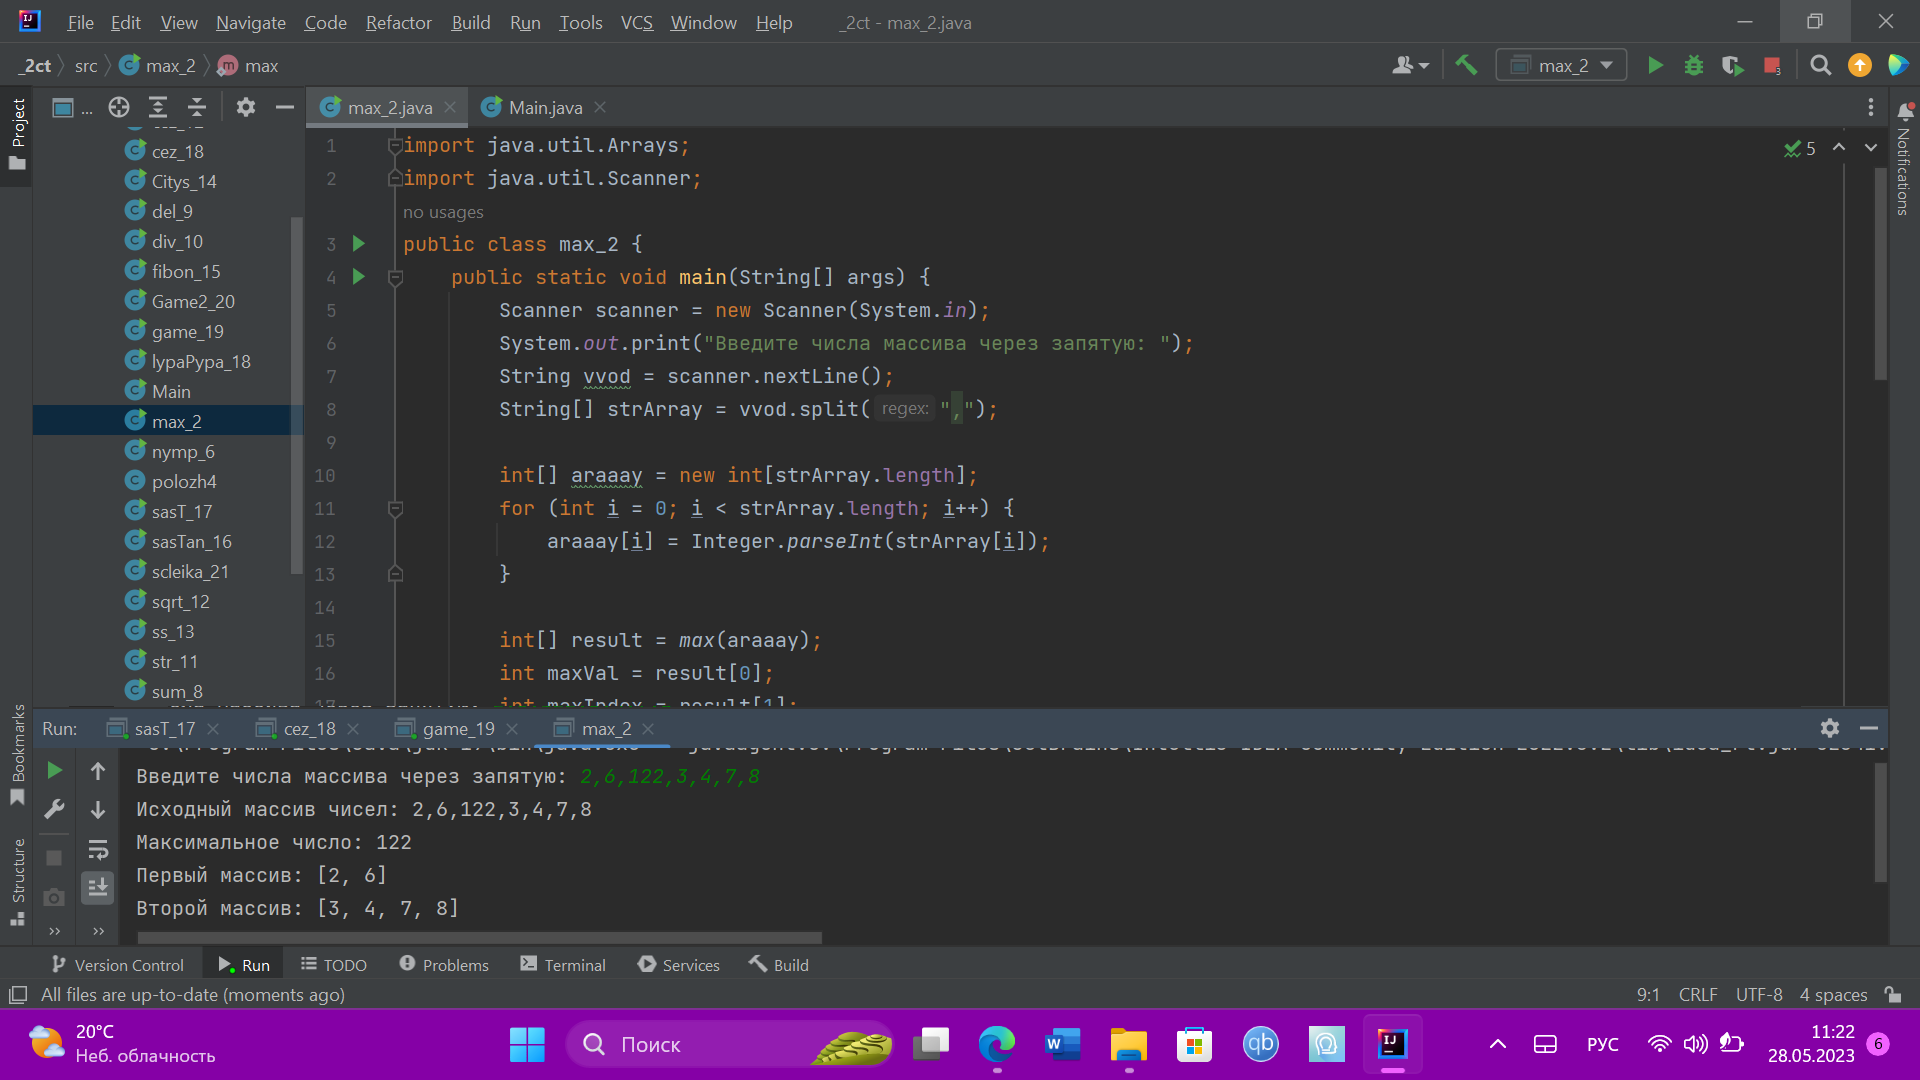 File Edit View Navigate Code Refactor Build Run Tools VCS Window Help _2ct - max_2.java
_2ct src max_2 max
max_2
Project
...
cez_18
Citys_14
del_9
div_10
fibon_15
Game2_20
game_19
lypaPypa_18
Main
max_2
nymp_6
polozh4
sasT_17
sasTan_16
scleika_21
sqrt_12
ss_13
str_11
sum_8
max_2.java Main.java
5
Notifications
1 import java.util.Arrays;
2 import java.util.Scanner;
no usages
3 public class max_2 {
4 public static void main(String[] args) {
5 Scanner scanner = new Scanner(System.in);
6 System.out.print("Введите числа массива через запятую: ");
7 String vvod = scanner.nextLine();
8 String[] strArray = vvod.split( regex: ",");
9
10 int[] araaay = new int[strArray.length];
11 for (int i = 0; i < strArray.length; i++) {
12 araaay[i] = Integer.parseInt(strArray[i]);
13 }
14
15 int[] result = max(araaay);
16 int maxVal = result[0];
17 int maxIndex = result[1];
Bookmarks
Structure
Run: sasT_17 cez_18 game_19 max_2
Введите числа массива через запятую: 2,6,122,3,4,7,8
Исходный массив чисел: 2,6,122,3,4,7,8
Максимальное число: 122
Первый массив: [2, 6]
Второй массив: [3, 4, 7, 8]
Version Control Run TODO Problems Terminal Services Build
All files are up-to-date (moments ago) 9:1 CRLF UTF-8 4 spaces
20°C
Неб. облачность
Поиск
РУС
11:22
28.05.2023
6